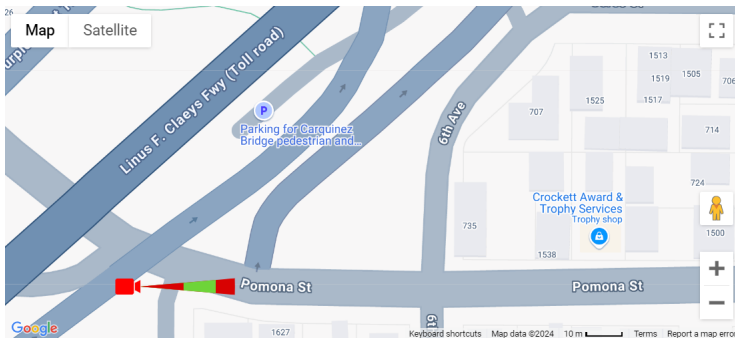 26
Map Satellite
Linus F. Claeys Fwy (Toll road)
P
Parking for Carquinez
Bridge pedestrian and...
6th Ave
1513
1519
1505
706
1525
1517
707
714
724
Crockett Award &
Trophy Services
Trophy shop
735
1500
1538
Pomona St
Pomona St
1627
Google
Keyboard shortcuts Map data ©2024 10 m Terms Report a map error